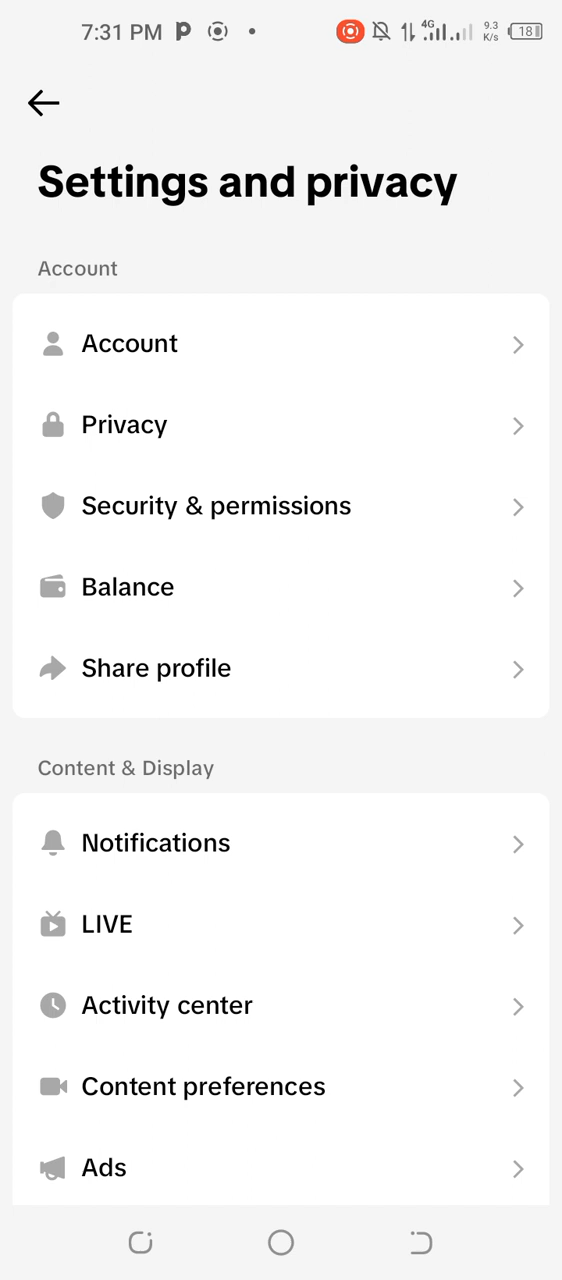 7:31 PM
4G
9.3
K/s
18
Settings and privacy
Account
Account
Privacy
Security & permissions
Balance
Share profile
Content & Display
Notifications
LIVE
Activity center
Content preferences
Ads